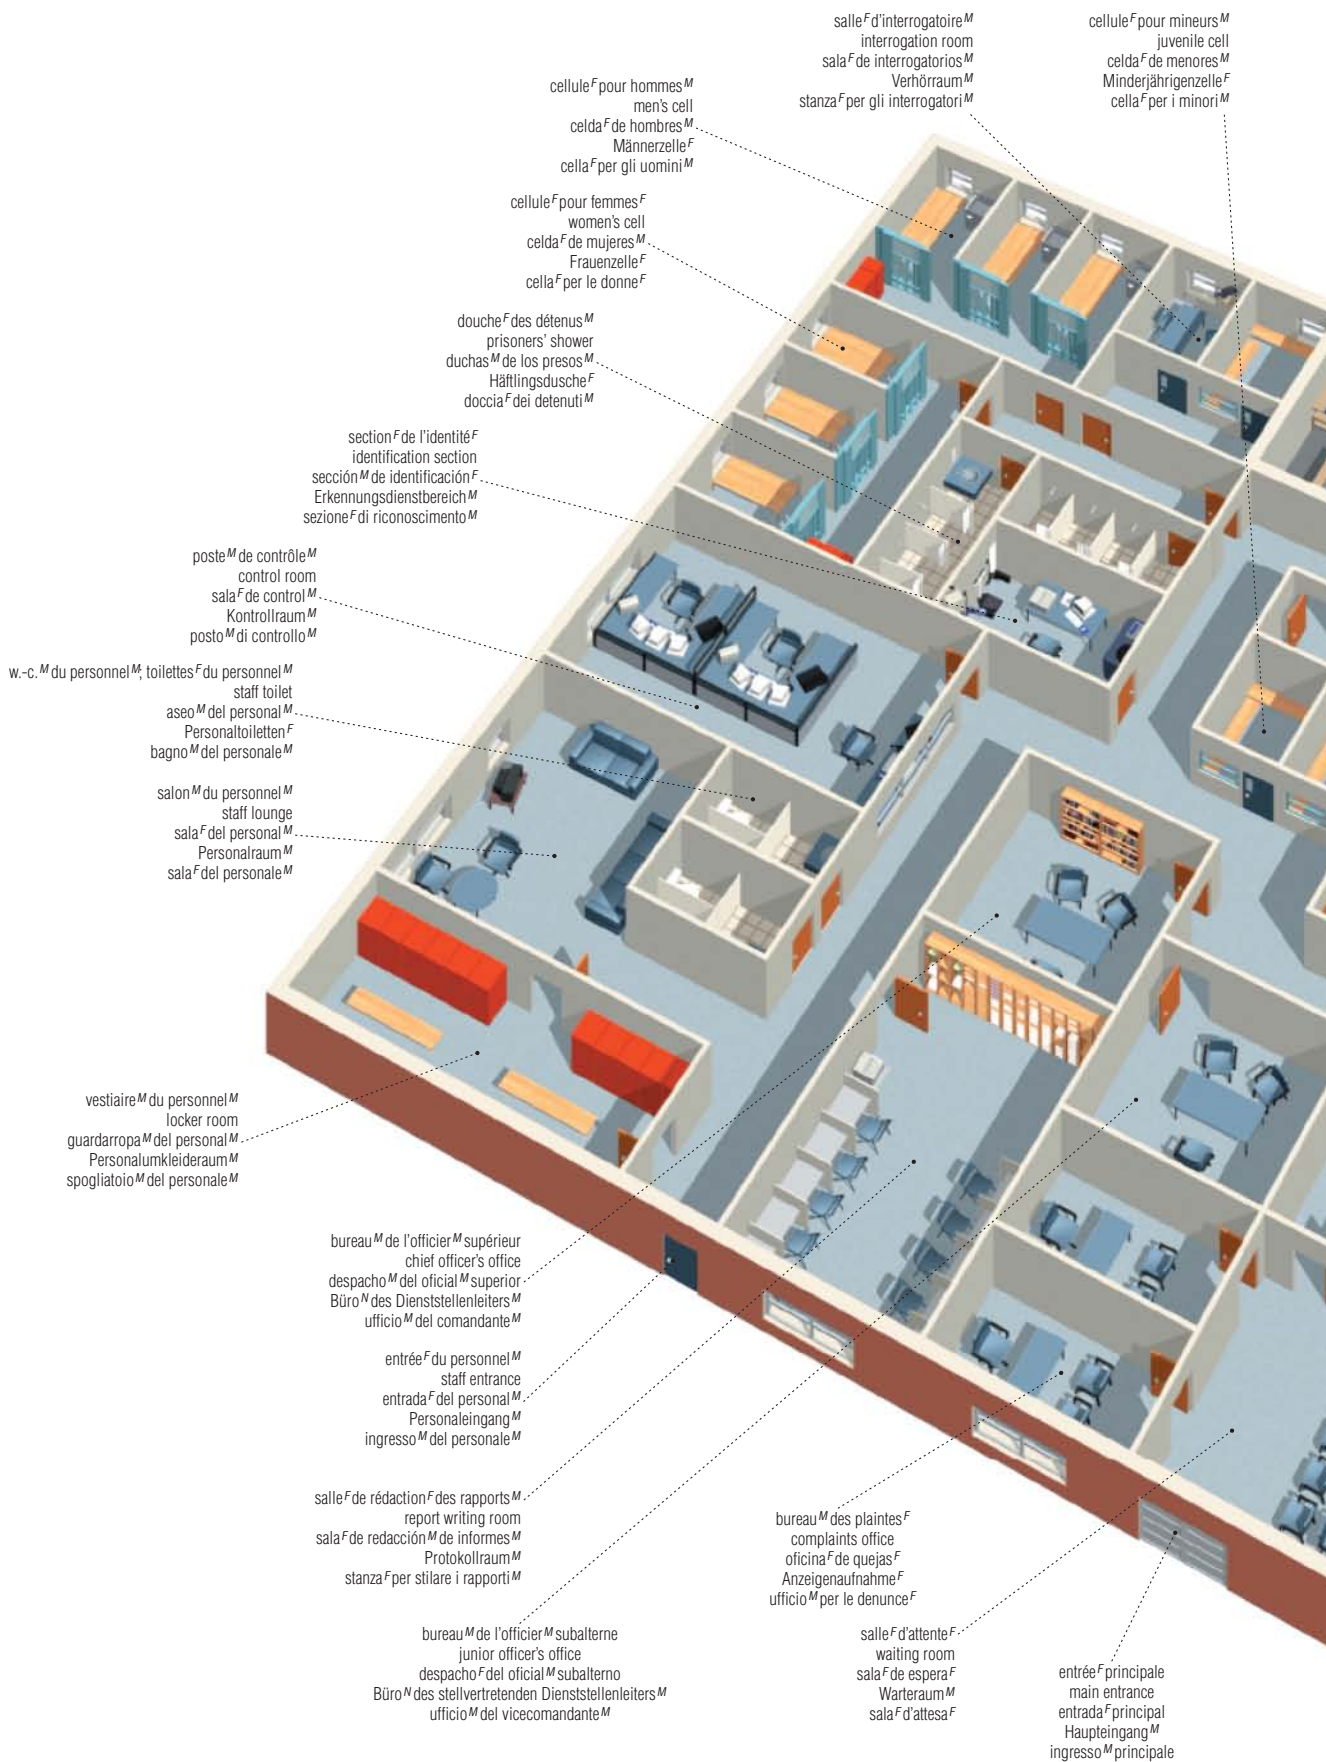 salle F d'interrogatoire M
interrogation room
sala F de interrogatorios M
Verhörraum M
stanza F per gli interrogatori M
cellule F pour mineurs M
juvenile cell
celda F de menores M
Minderjährigenzelle F
cella F per i minori M
cellule F pour hommes M
men's cell
celda F de hombres M
Männerzelle F
cella F per gli uomini M
cellule F pour femmes F
women's cell
celda F de mujeres M
Frauenzelle F
cella F per le donne F
douche F des détenus M
prisoners' shower
duchas M de los presos M
Häftlingsdusche F
doccia F dei detenuti M
section F de l'identité F
identification section
sección M de identificación F
Erkennungsdienstbereich M
sezione F di riconoscimento M
poste M de contrôle M
control room
sala F de control M
Kontrollraum M
posto M di controllo M
w.-c. M du personnel M; toilettes F du personnel M
staff toilet
aseo M del personal M
Personaltoiletten F
bagno M del personale M
salon M du personnel M
staff lounge
sala F del personal M
Personalraum M
sala F del personale M
vestiaire M du personnel M
locker room
guardarropa M del personal M
Personalumkleideraum M
spogliatoio M del personale M
bureau M de l'officier M supérieur
chief officer's office
despacho M del oficial M superior
Büro N des Dienststellenleiters M
ufficio M del comandante M
entrée F du personnel M
staff entrance
entrada F del personal M
Personaleingang M
ingresso M del personale M
salle F de rédaction F des rapports M
report writing room
sala F de redacción M de informes M
Protokollraum M
stanza F per stilare i rapporti M
bureau M de l'officier M subalterne
junior officer's office
despacho F del oficial M subalterno
Büro N des stellvertretenden Dienststellenleiters M
ufficio M del vicecomandante M
bureau M des plaintes F
complaints office
oficina F de quejas F
Anzeigenaufnahme F
ufficio M per le denunce F
salle F d'attente F
waiting room
sala F de espera F
Warteraum M
sala F d'attesa F
entrée F principale
main entrance
entrada F principal
Haupteingang M
ingresso M principale